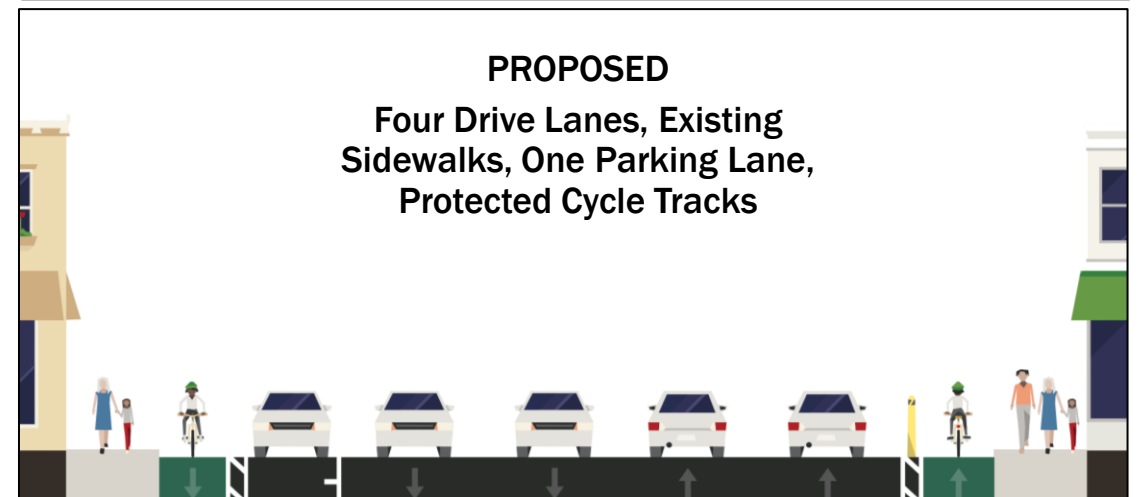 PROPOSED
Four Drive Lanes, Existing
Sidewalks, One Parking Lane,
Protected Cycle Tracks